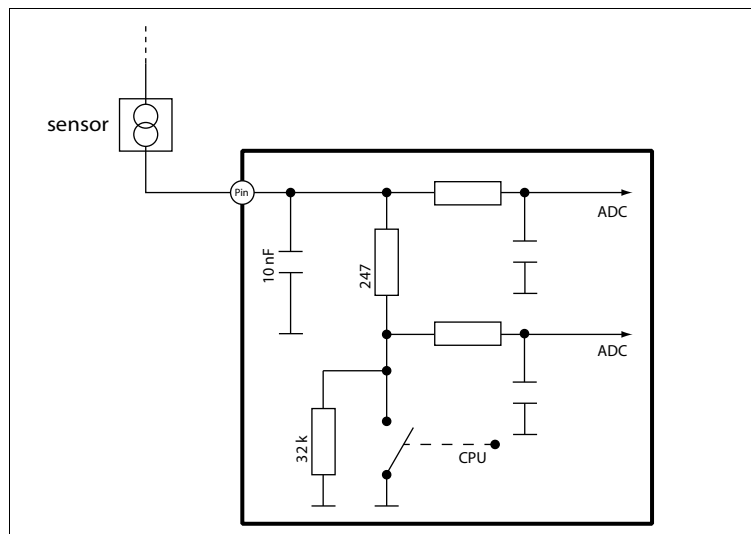 sensor
Pin
ADC
10 nF
247
ADC
32 k
CPU